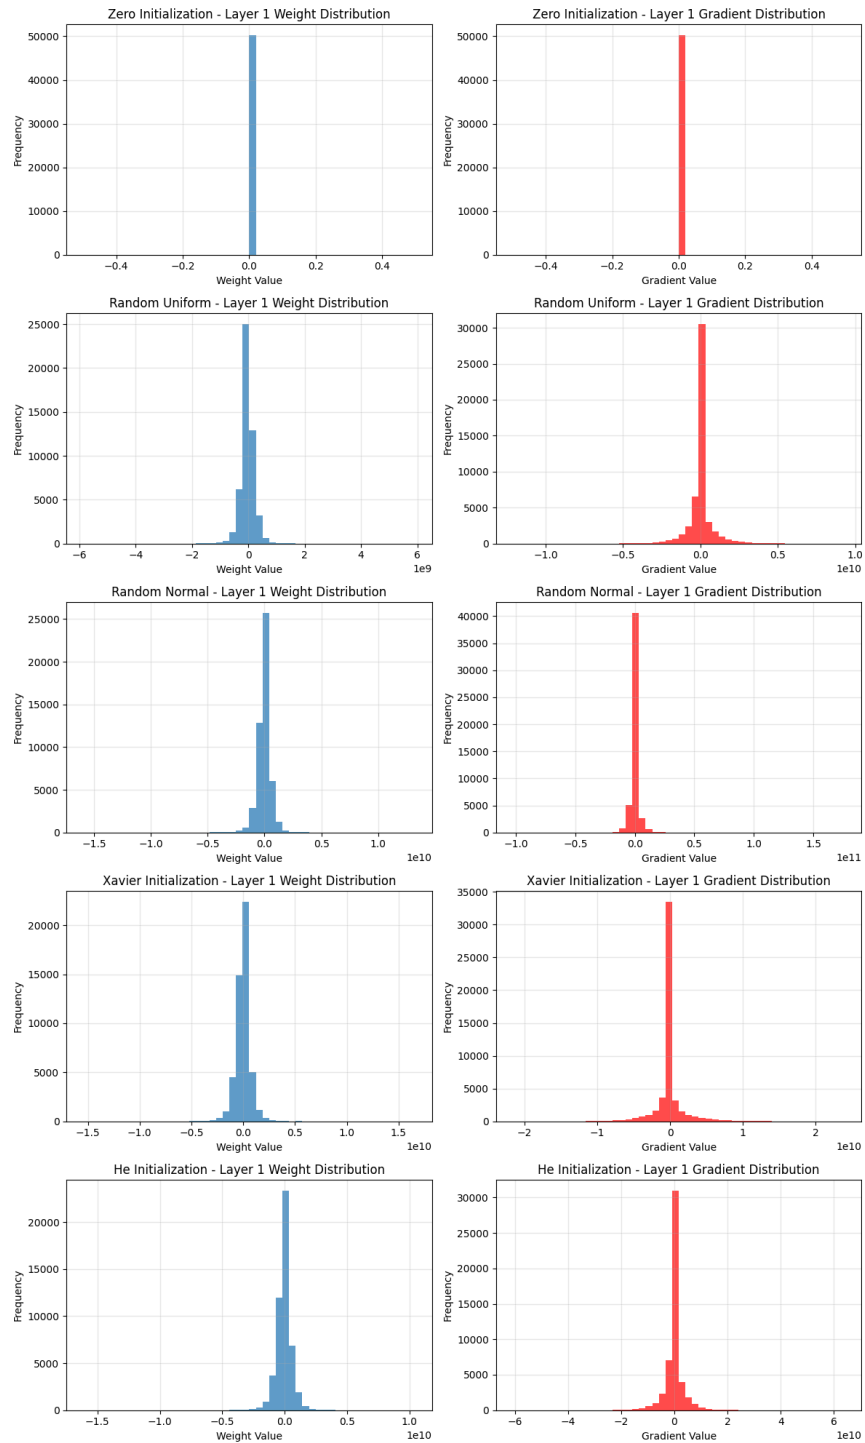 Zero Initialization - Layer 1 Weight Distribution
Zero Initialization - Layer 1 Gradient Distribution
50000
40000
30000
20000
10000
0
Frequency
−0.4 −0.2 0.0 0.2 0.4
Weight Value
50000
40000
30000
20000
10000
0
Frequency
−0.4 −0.2 0.0 0.2 0.4
Gradient Value
Random Uniform - Layer 1 Weight Distribution
Random Uniform - Layer 1 Gradient Distribution
25000
20000
15000
10000
5000
0
Frequency
−6 −4 −2 0 2 4 6
Weight Value
1e9
30000
25000
20000
15000
10000
5000
0
Frequency
−1.0 −0.5 0.0 0.5 1.0
Gradient Value
1e10
Random Normal - Layer 1 Weight Distribution
Random Normal - Layer 1 Gradient Distribution
25000
20000
15000
10000
5000
0
Frequency
−1.5 −1.0 −0.5 0.0 0.5 1.0
Weight Value
1e10
40000
35000
30000
25000
20000
15000
10000
5000
0
Frequency
−1.0 −0.5 0.0 0.5 1.0 1.5
Gradient Value
1e11
Xavier Initialization - Layer 1 Weight Distribution
Xavier Initialization - Layer 1 Gradient Distribution
20000
15000
10000
5000
0
Frequency
−1.5 −1.0 −0.5 0.0 0.5 1.0 1.5
Weight Value
1e10
35000
30000
25000
20000
15000
10000
5000
0
Frequency
−2 −1 0 1 2
Gradient Value
1e10
He Initialization - Layer 1 Weight Distribution
He Initialization - Layer 1 Gradient Distribution
20000
15000
10000
5000
0
Frequency
−1.5 −1.0 −0.5 0.0 0.5 1.0
Weight Value
1e10
30000
25000
20000
15000
10000
5000
0
Frequency
−6 −4 −2 0 2 4 6
Gradient Value
1e10